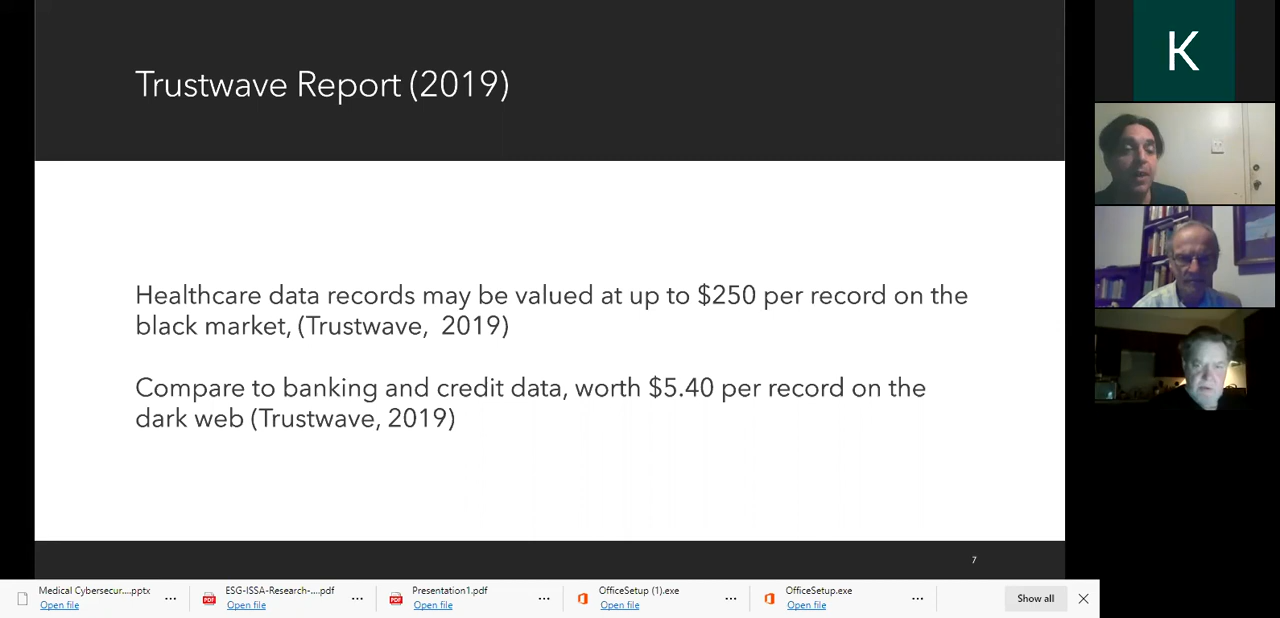 Trustwave Report (2019)
Healthcare data records may be valued at up to $250 per record on the
black market, (Trustwave,  2019)
Compare to banking and credit data, worth $5.40 per record on the
dark web (Trustwave, 2019)
7
K
Medical Cybersecur....pptx
Open file
ESG-ISSA-Research-....pdf
Open file
Presentation1.pdf
Open file
OfficeSetup (1).exe
Open file
OfficeSetup.exe
Open file
Show all
PDF
PDF